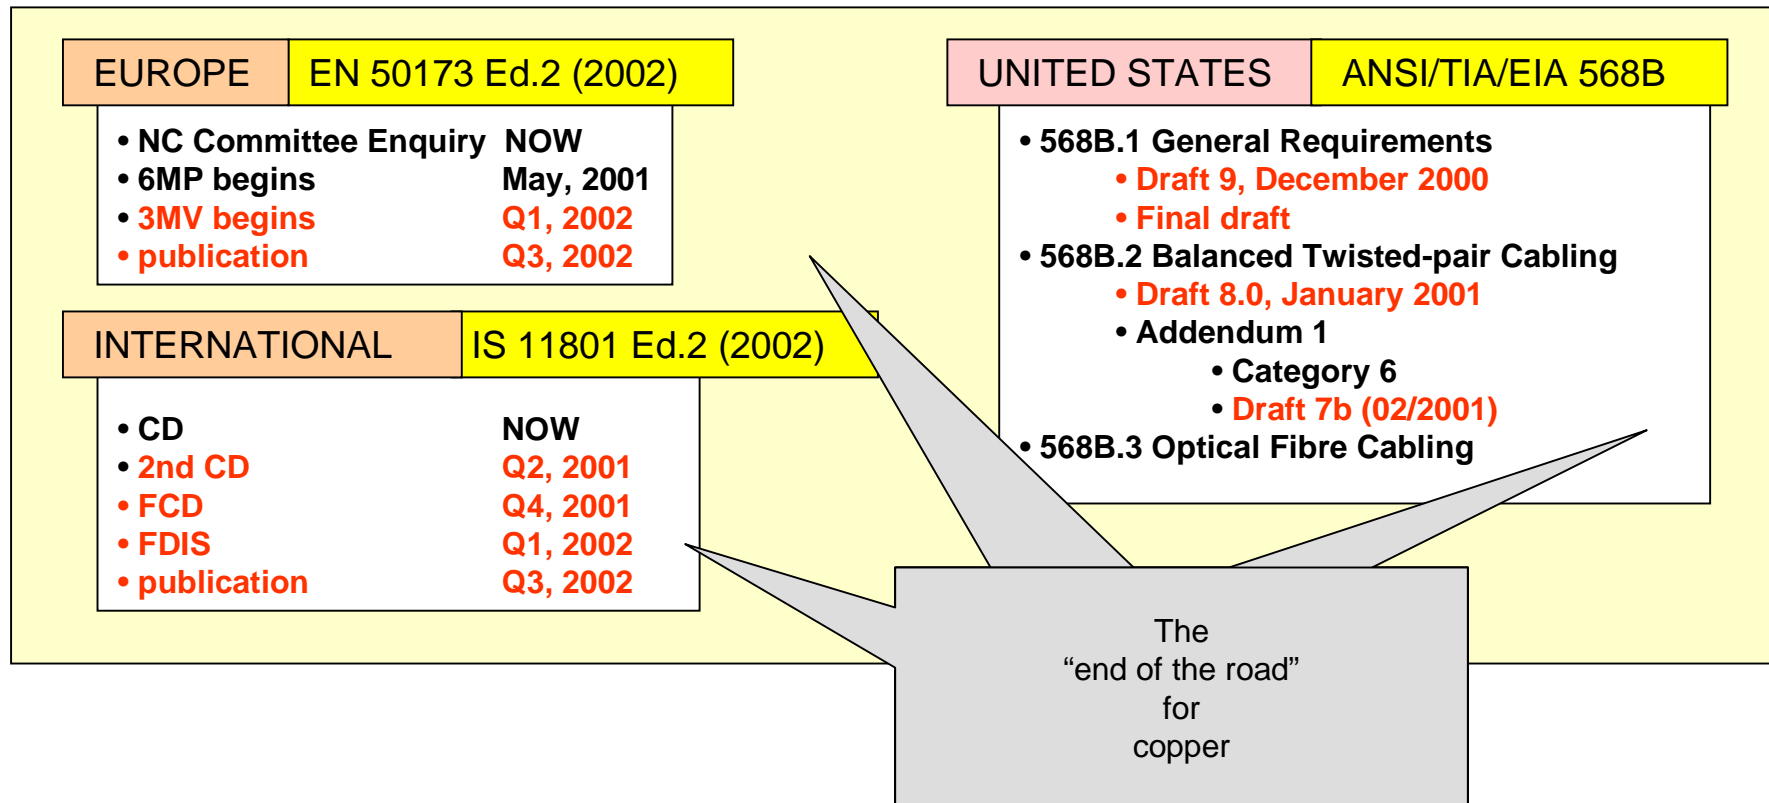 EUROPE EN 50173 Ed.2 (2002)
• NC Committee Enquiry NOW
• 6MP begins May, 2001
• 3MV begins Q1, 2002
• publication Q3, 2002
INTERNATIONAL IS 11801 Ed.2 (2002)
• CD NOW
• 2nd CD Q2, 2001
• FCD Q4, 2001
• FDIS Q1, 2002
• publication Q3, 2002
UNITED STATES ANSI/TIA/EIA 568B
• 568B.1 General Requirements
• Draft 9, December 2000
• Final draft
• 568B.2 Balanced Twisted-pair Cabling
• Draft 8.0, January 2001
• Addendum 1
• Category 6
• Draft 7b (02/2001)
• 568B.3 Optical Fibre Cabling
The
“end of the road”
for
copper